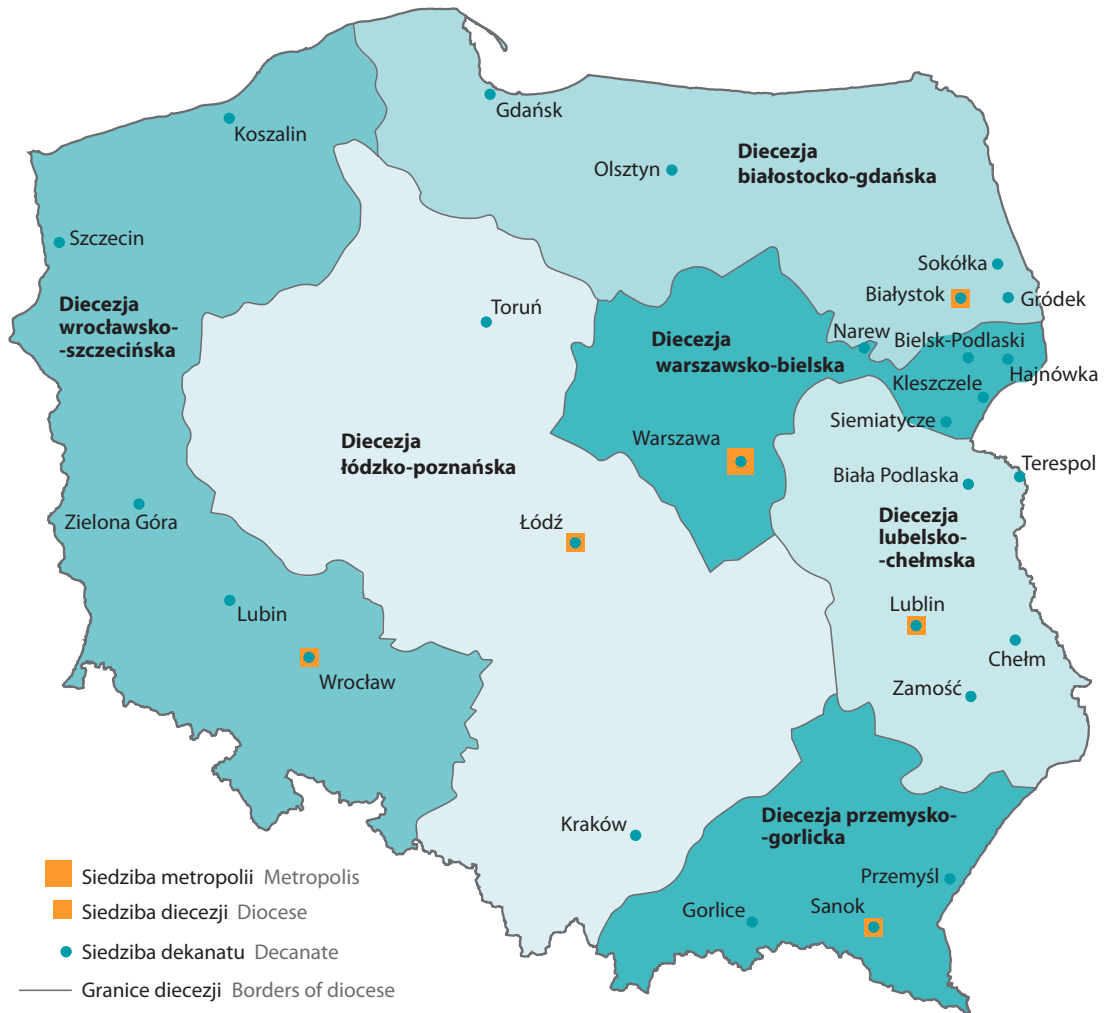 Gdańsk
Koszalin
Diecezja
białostocko-gdańska
Olsztyn
Szczecin
Sokółka
Białystok
Gródek
Diecezja
wrocławsko-
-szczecińska
Toruń
Diecezja
warszawsko-bielska
Narew
Bielsk-Podlaski
Hajnówka
Kleszczele
Siemiatycze
Diecezja
łódzko-poznańska
Warszawa
Biała Podlaska
Terespol
Zielona Góra
Łódź
Diecezja
lubelsko-
-chełmska
Lubin
Lublin
Chełm
Wrocław
Zamość
Kraków
Diecezja przemysko-
-gorlicka
Przemyśl
Gorlice
Sanok
Siedziba metropolii Metropolis
Siedziba diecezji Diocese
Siedziba dekanatu Decanate
Granice diecezji Borders of diocese